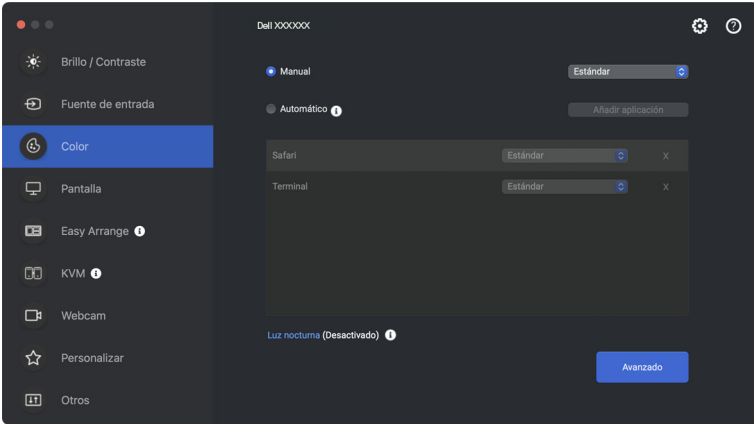 Dell XXXXXX
Brillo / Contraste
Fuente de entrada
Color
Pantalla
Easy Arrange
KVM
Webcam
Personalizar
Otros
Manual Estándar
Automático Añadir aplicación
Safari Estándar X
Terminal Estándar X
Luz nocturna (Desactivado)
Avanzado